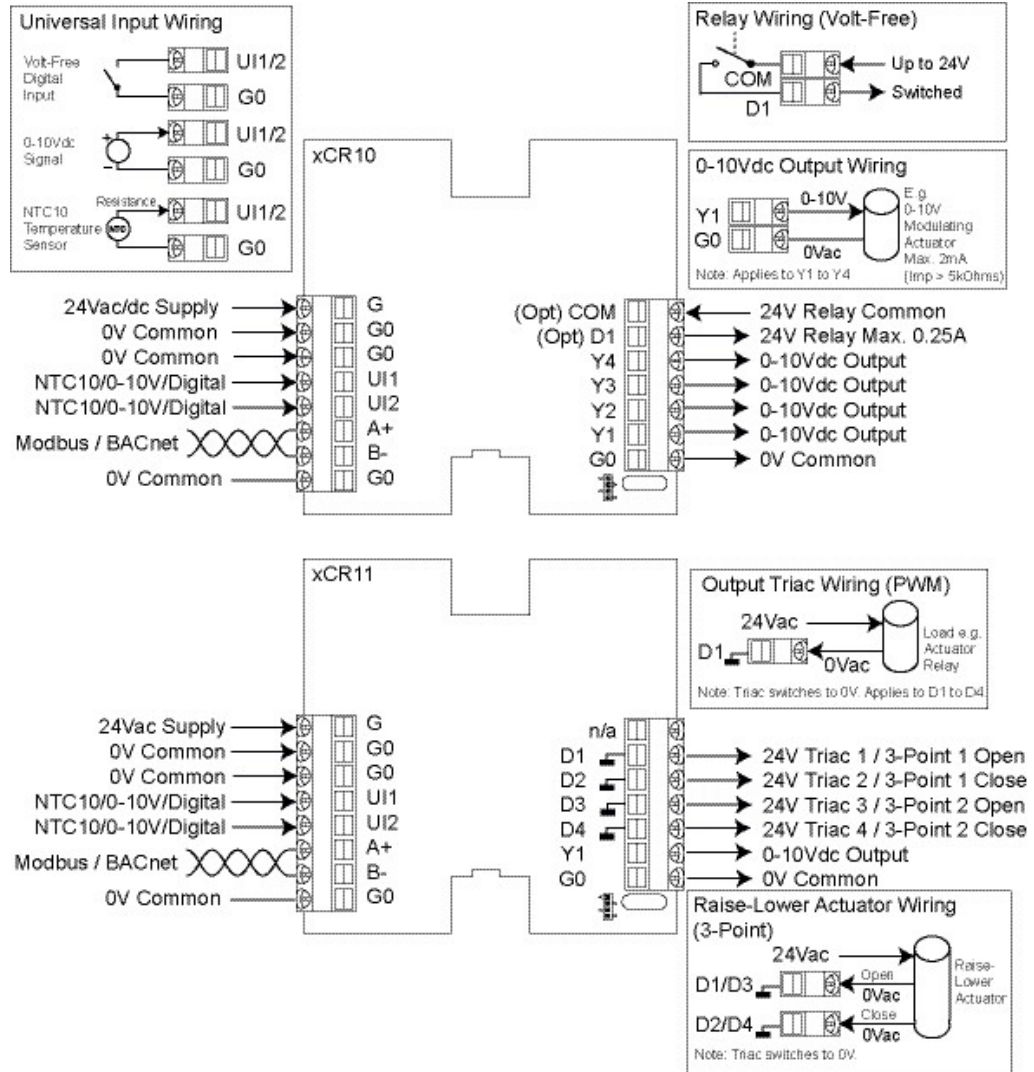 Universal Input Wiring
Volt-Free
Digital
Input
UI1/2
G0
0-10Vdc
Signal
+
-
UI1/2
G0
NTC10
Temperature
Sensor
Resistance
NTC
UI1/2
G0
Relay Wiring (Volt-Free)
COM
D1
Up to 24V
Switched
0-10Vdc Output Wiring
Y1
G0
0-10V
0Vac
E.g.
0-10V
Modulating
Actuator
Max. 2mA
(Imp > 5kOhms)
Note: Applies to Y1 to Y4
xCR10
24Vac/dc Supply G
0V Common G0
0V Common G0
NTC10/0-10V/Digital UI1
NTC10/0-10V/Digital UI2
Modbus / BACnet A+
B-
0V Common G0
(Opt) COM 24V Relay Common
(Opt) D1 24V Relay Max. 0.25A
Y4 0-10Vdc Output
Y3 0-10Vdc Output
Y2 0-10Vdc Output
Y1 0-10Vdc Output
G0 0V Common
xCR11
24Vac Supply G
0V Common G0
0V Common G0
NTC10/0-10V/Digital UI1
NTC10/0-10V/Digital UI2
Modbus / BACnet A+
B-
0V Common G0
Output Triac Wiring (PWM)
24Vac
D1
0Vac
Load e.g.
Actuator
Relay
Note: Triac switches to 0V. Applies to D1 to D4
n/a
D1 24V Triac 1 / 3-Point 1 Open
D2 24V Triac 2 / 3-Point 1 Close
D3 24V Triac 3 / 3-Point 2 Open
D4 24V Triac 4 / 3-Point 2 Close
Y1 0-10Vdc Output
G0 0V Common
Raise-Lower Actuator Wiring
(3-Point)
24Vac
D1/D3
Open
0Vac
D2/D4
Close
0Vac
Raise-
Lower
Actuator
Note: Triac switches to 0V.